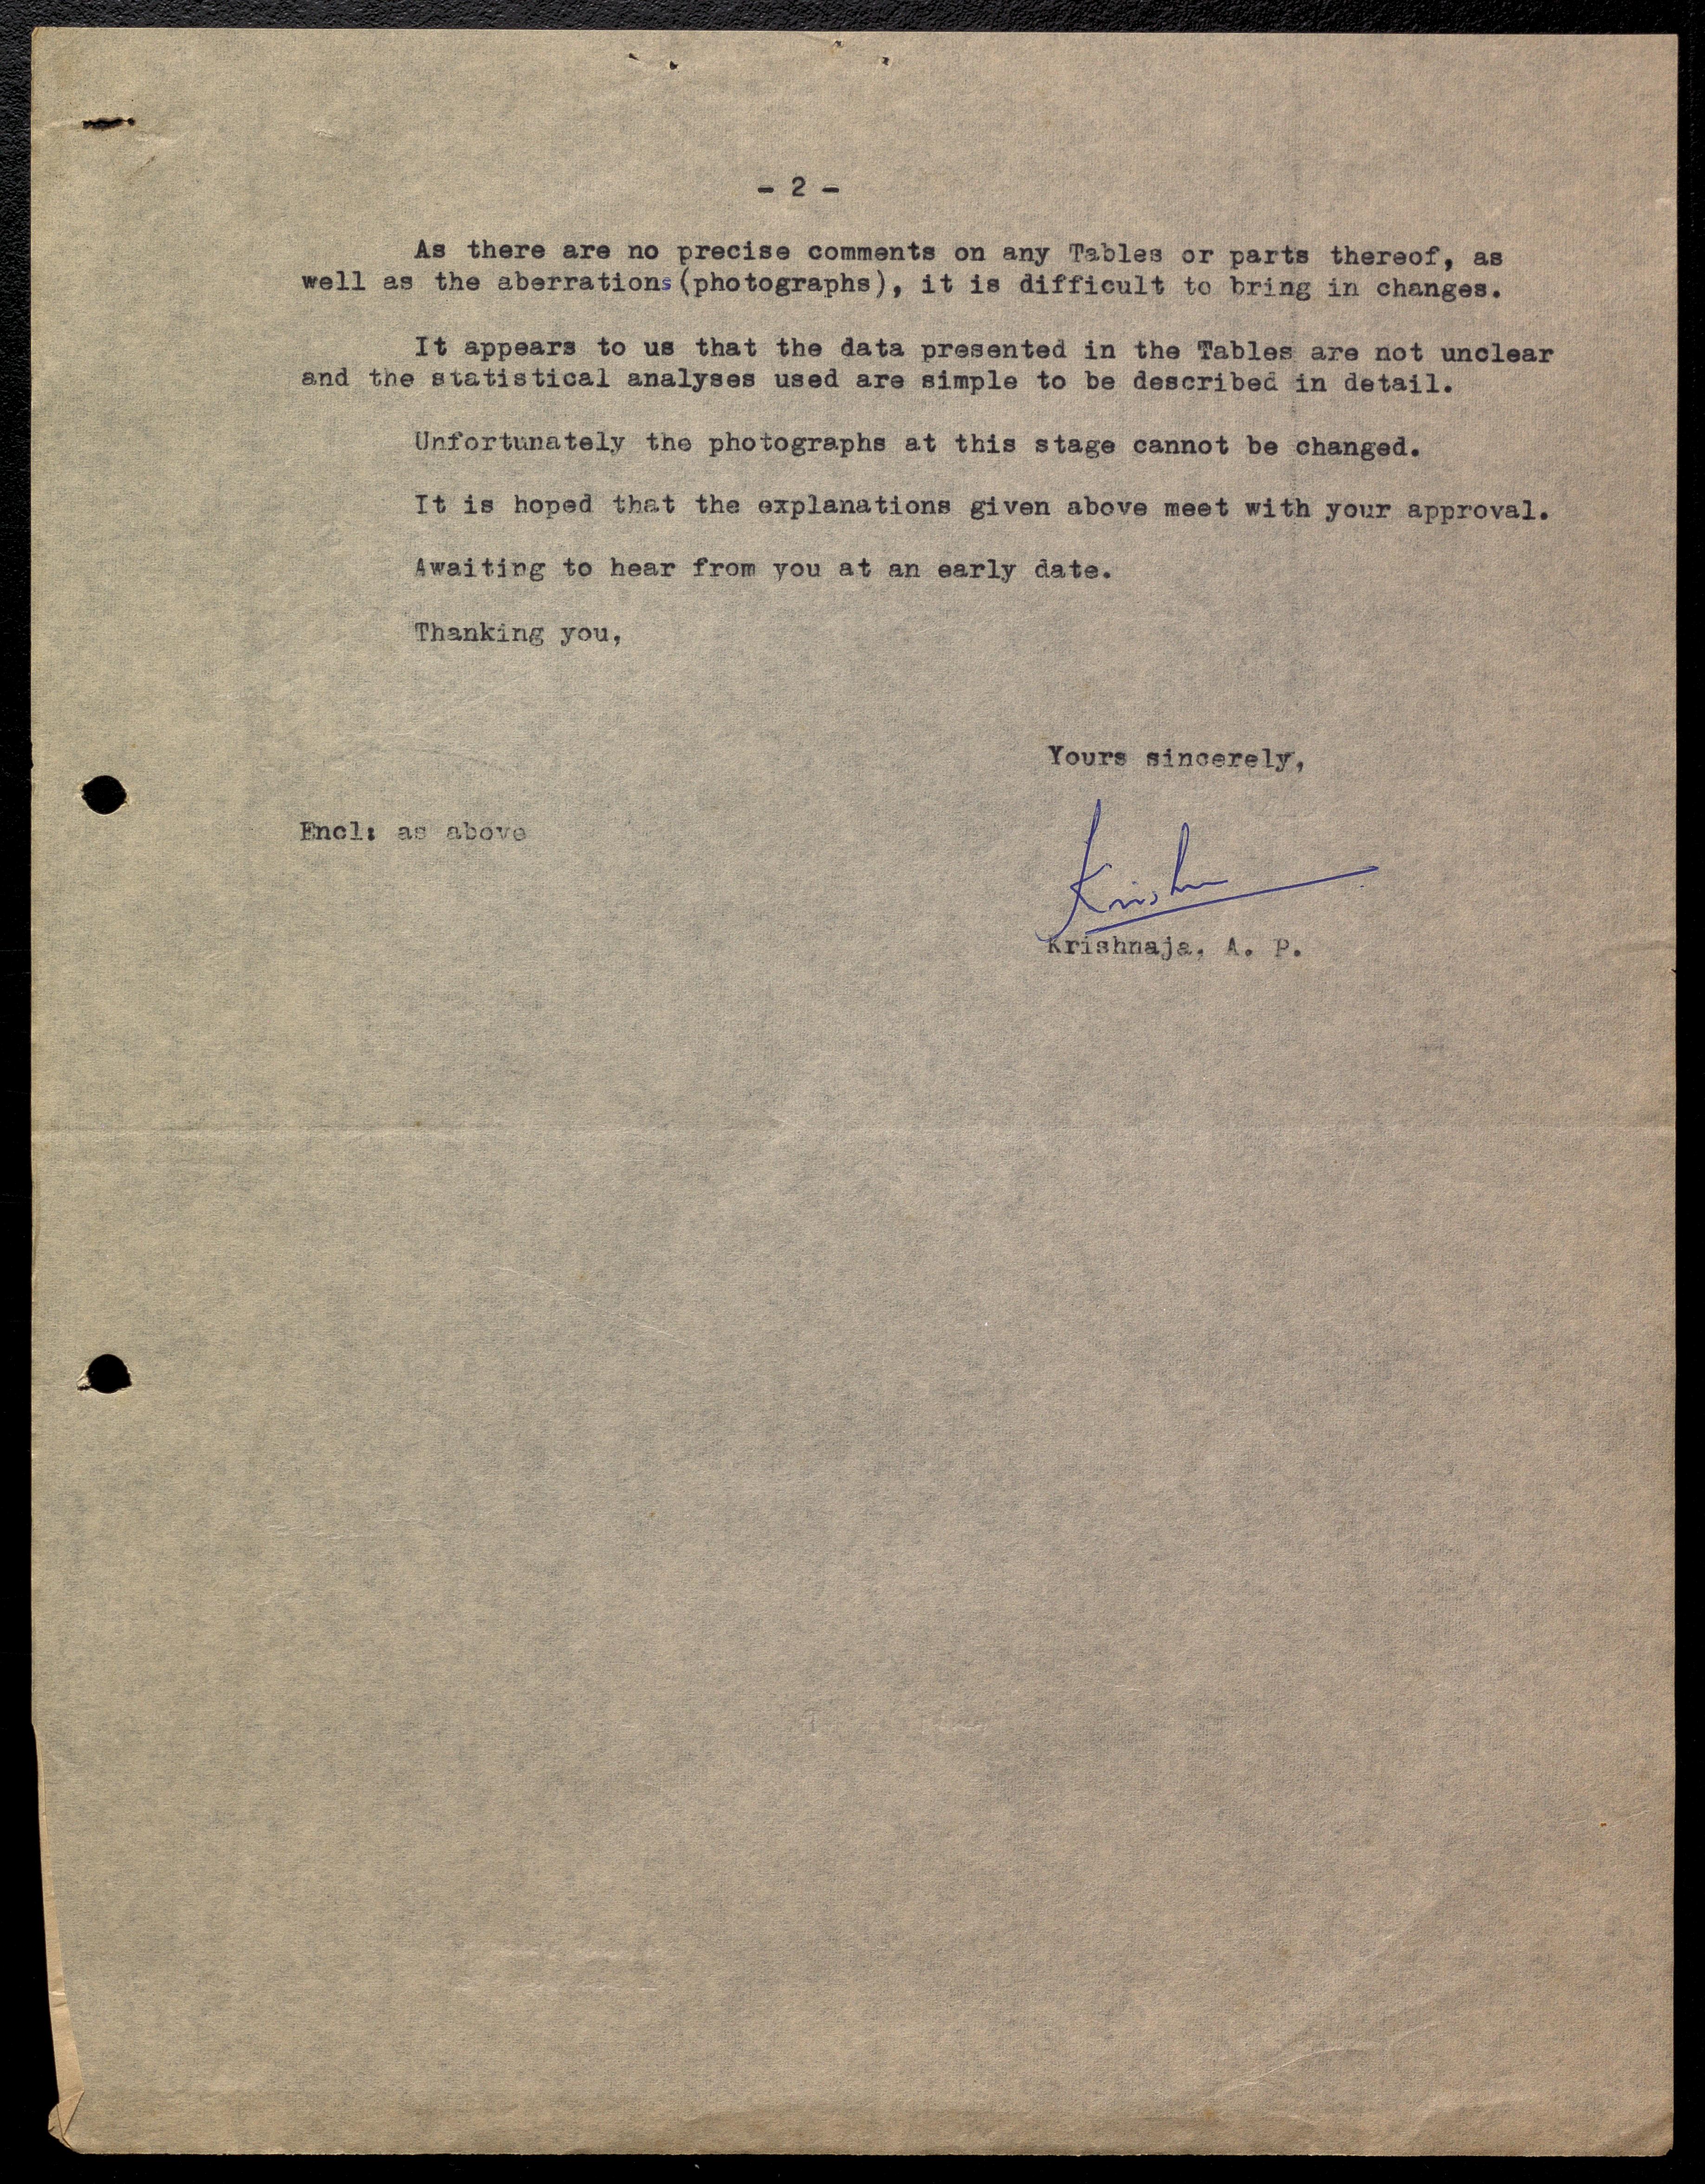 - 2 -
As there are no precise comments on any Tables or parts thereof, as
well as the aberrations (photographs), it is difficult to bring in changes.
It appears to us that the data presented in the Tables are not unclear
and the statistical analyses used are simple to be described in detail.
Unfortunately the photographs at this stage cannot be changed.
It is hoped that the explanations given above meet with your approval.
Awaiting to hear from you at an early date.
Thanking you,
Yours sincerely,
Encl: as above
Krishna
Krishnaja, A. P.